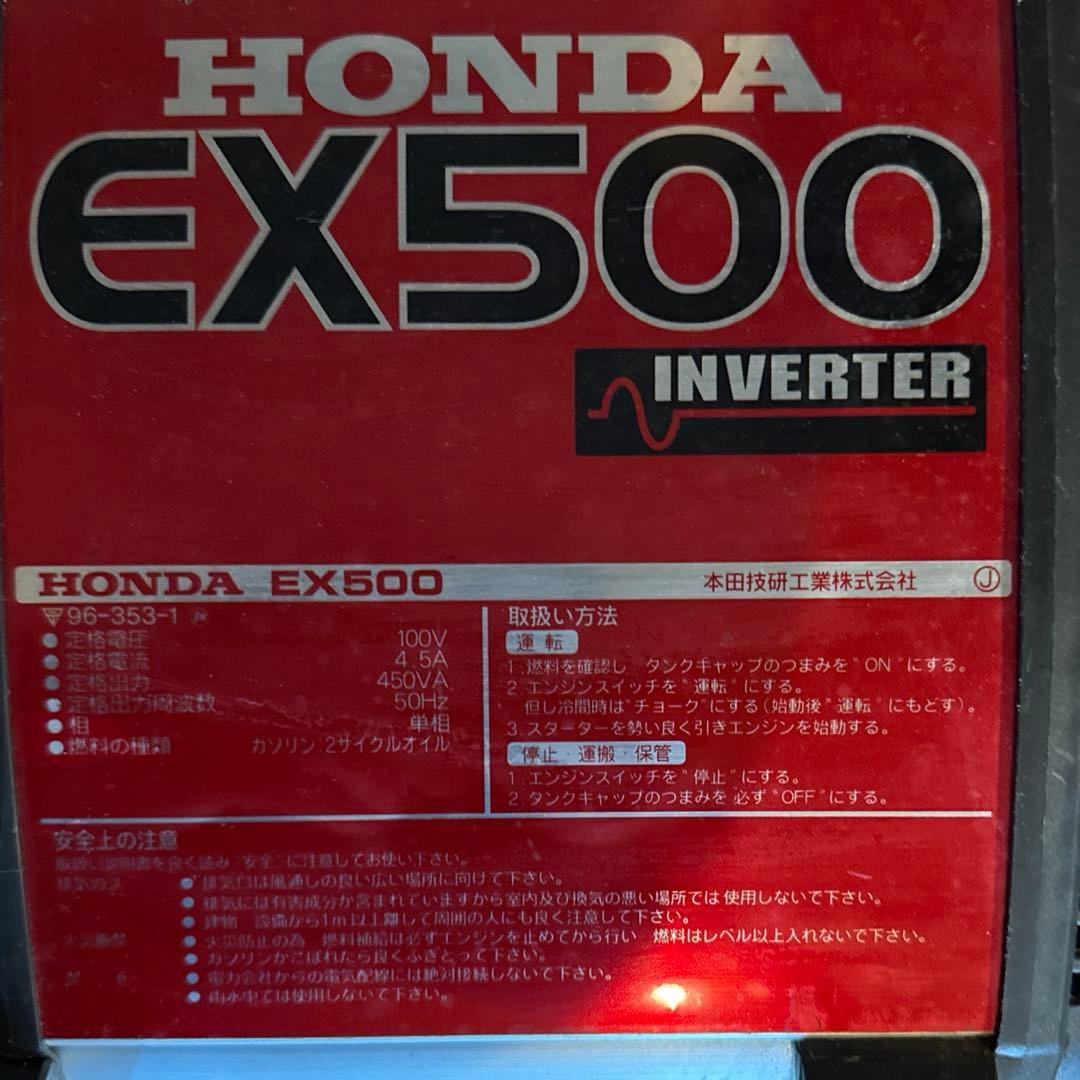 HONDA
EX500
INVERTER
HONDA EX500 本田技研工業株式会社 J
96-353-1
定格電圧 100V
定格電流 4.5A
定格出力 450VA
定格出力周波数 50Hz
相 単相
燃料の種類 ガソリン 2サイクルオイル
取扱い方法
運転
1.燃料を確認し タンクキャップのつまみを“ON”にする。
2.エンジンスイッチを“運転”にする。
但し冷間時は“チョーク”にする(始動後“運転”にもどす)。
3.スターターを勢い良く引きエンジンを始動する。
停止・運搬・保管
1.エンジンスイッチを“停止”にする。
2.タンクキャップのつまみを必ず“OFF”にする。
安全上の注意
取扱い説明書を良く読み“安全”に注意してお使い下さい。
排気ガス
排気口は風通しの良い広い場所に向けて下さい。
排気には有害成分が含まれていますから室内及び換気の悪い場所では使用しないで下さい。
建物 設備から1m以上離して周囲の人にも良く注意して下さい。
火災
火災防止の為 燃料補給は必ずエンジンを止めてから行い 燃料はレベル以上入れないで下さい。
ガソリンがこぼれたら良くふきとって下さい。
電力会社からの電気配線には絶対接続しないで下さい。
雨水中では使用しないで下さい。